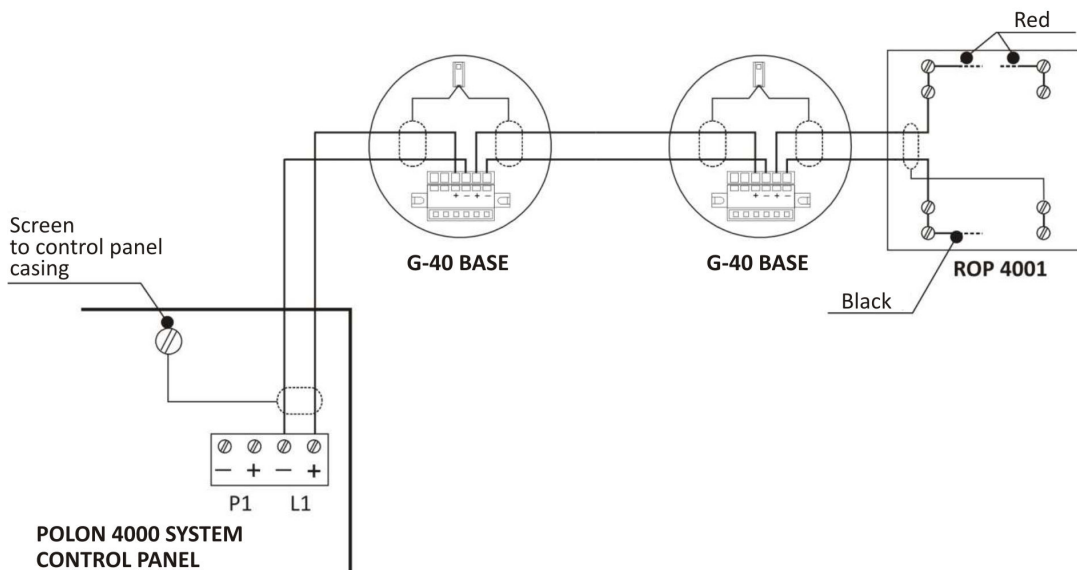 Red
+ – + –
+ – + –
G-40 BASE
G-40 BASE
ROP 4001
Screen
to control panel
casing
Black
– + – +
P1 L1
POLON 4000 SYSTEM
CONTROL PANEL